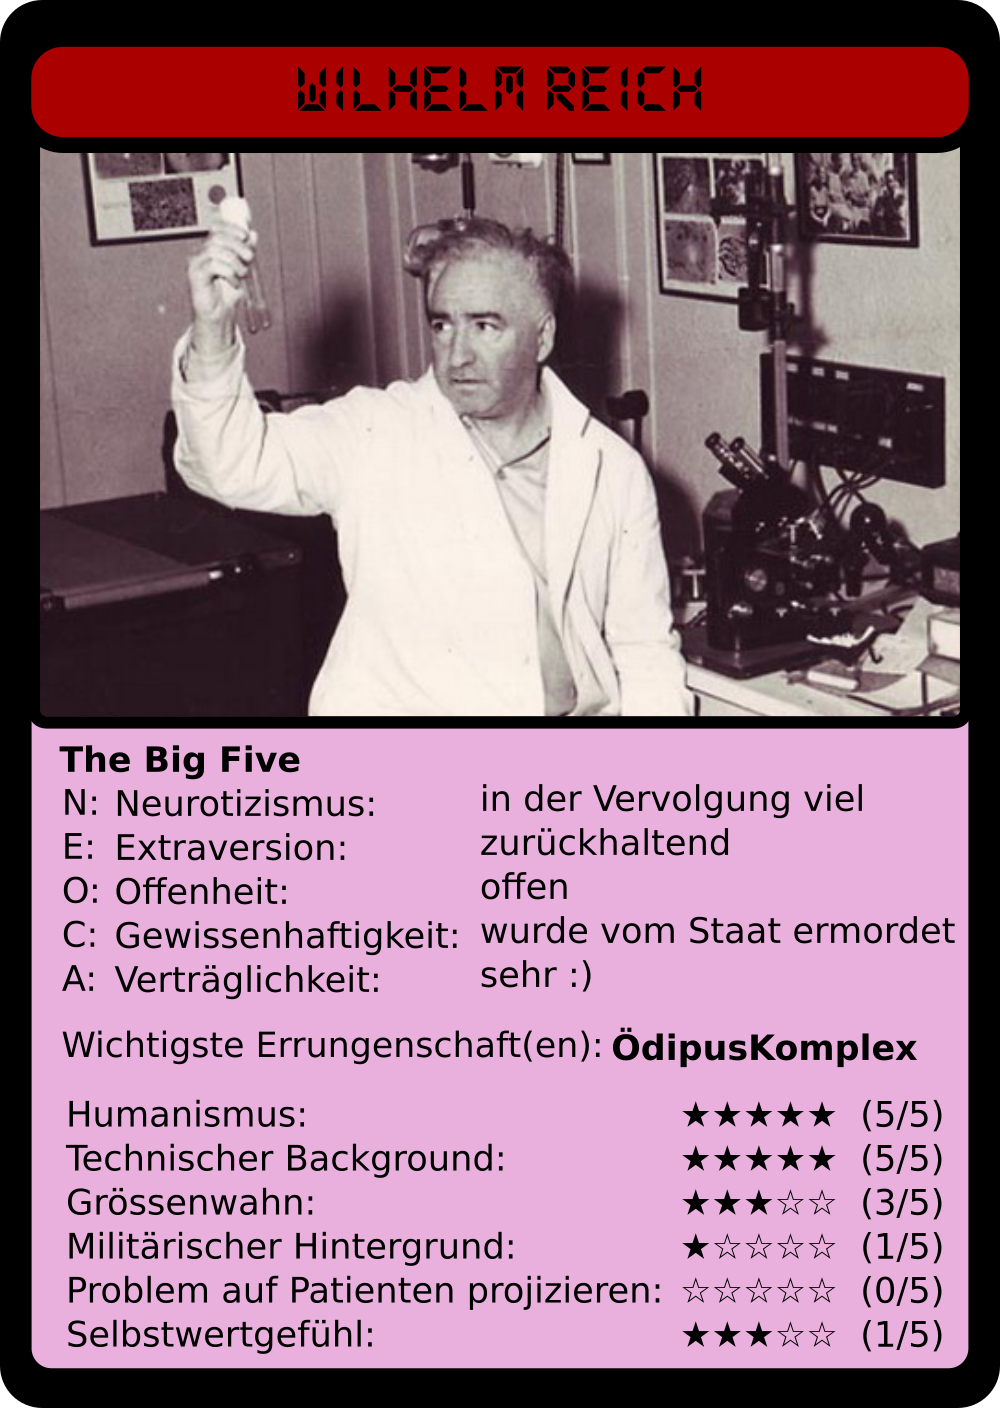 WILHELM REICH
The Big Five
N: Neurotizismus: in der Vervolgung viel
E: Extraversion: zurückhaltend
O: Offenheit: offen
C: Gewissenhaftigkeit: wurde vom Staat ermordet
A: Verträglichkeit: sehr :)
Wichtigste Errungenschaft(en): ÖdipusKomplex
Humanismus: ★★★★★ (5/5)
Technischer Background: ★★★★★ (5/5)
Grössenwahn: ★★★☆☆ (3/5)
Militärischer Hintergrund: ★☆☆☆☆ (1/5)
Problem auf Patienten projizieren: ☆☆☆☆☆ (0/5)
Selbstwertgefühl: ★★★☆☆ (1/5)